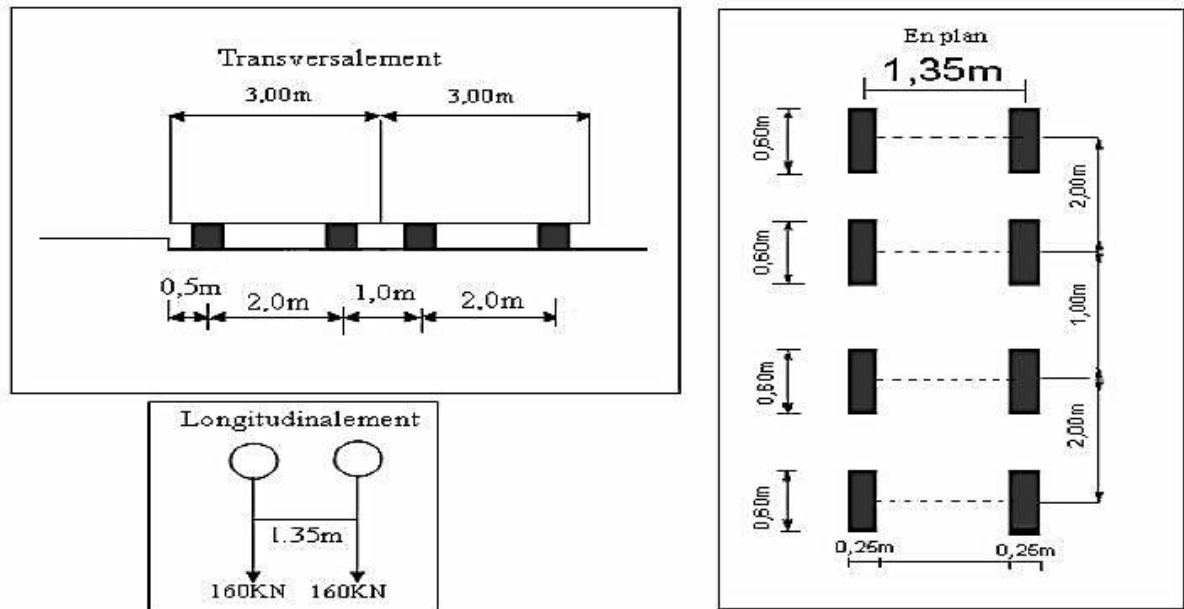 Transversalement
3,00m 3,00m
0,5m 2,0m 1,0m 2,0m
Longitudinalement
1.35m
160KN 160KN
En plan
1,35m
0,60m
2,00m
0,60m
1,00m
0,60m
2,00m
0,60m
0,25m 0,25m